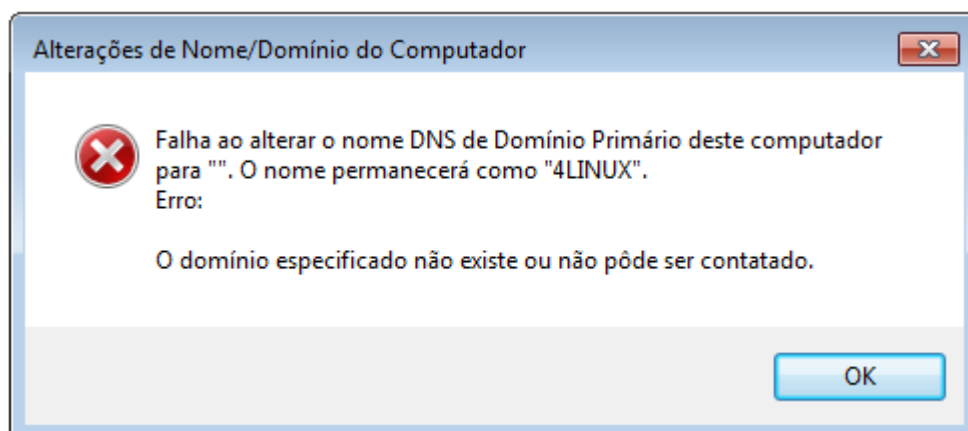 Alterações de Nome/Domínio do Computador
Falha ao alterar o nome DNS de Domínio Primário deste computador
para "". O nome permanecerá como "4LINUX".
Erro:
O domínio especificado não existe ou não pôde ser contatado.
OK